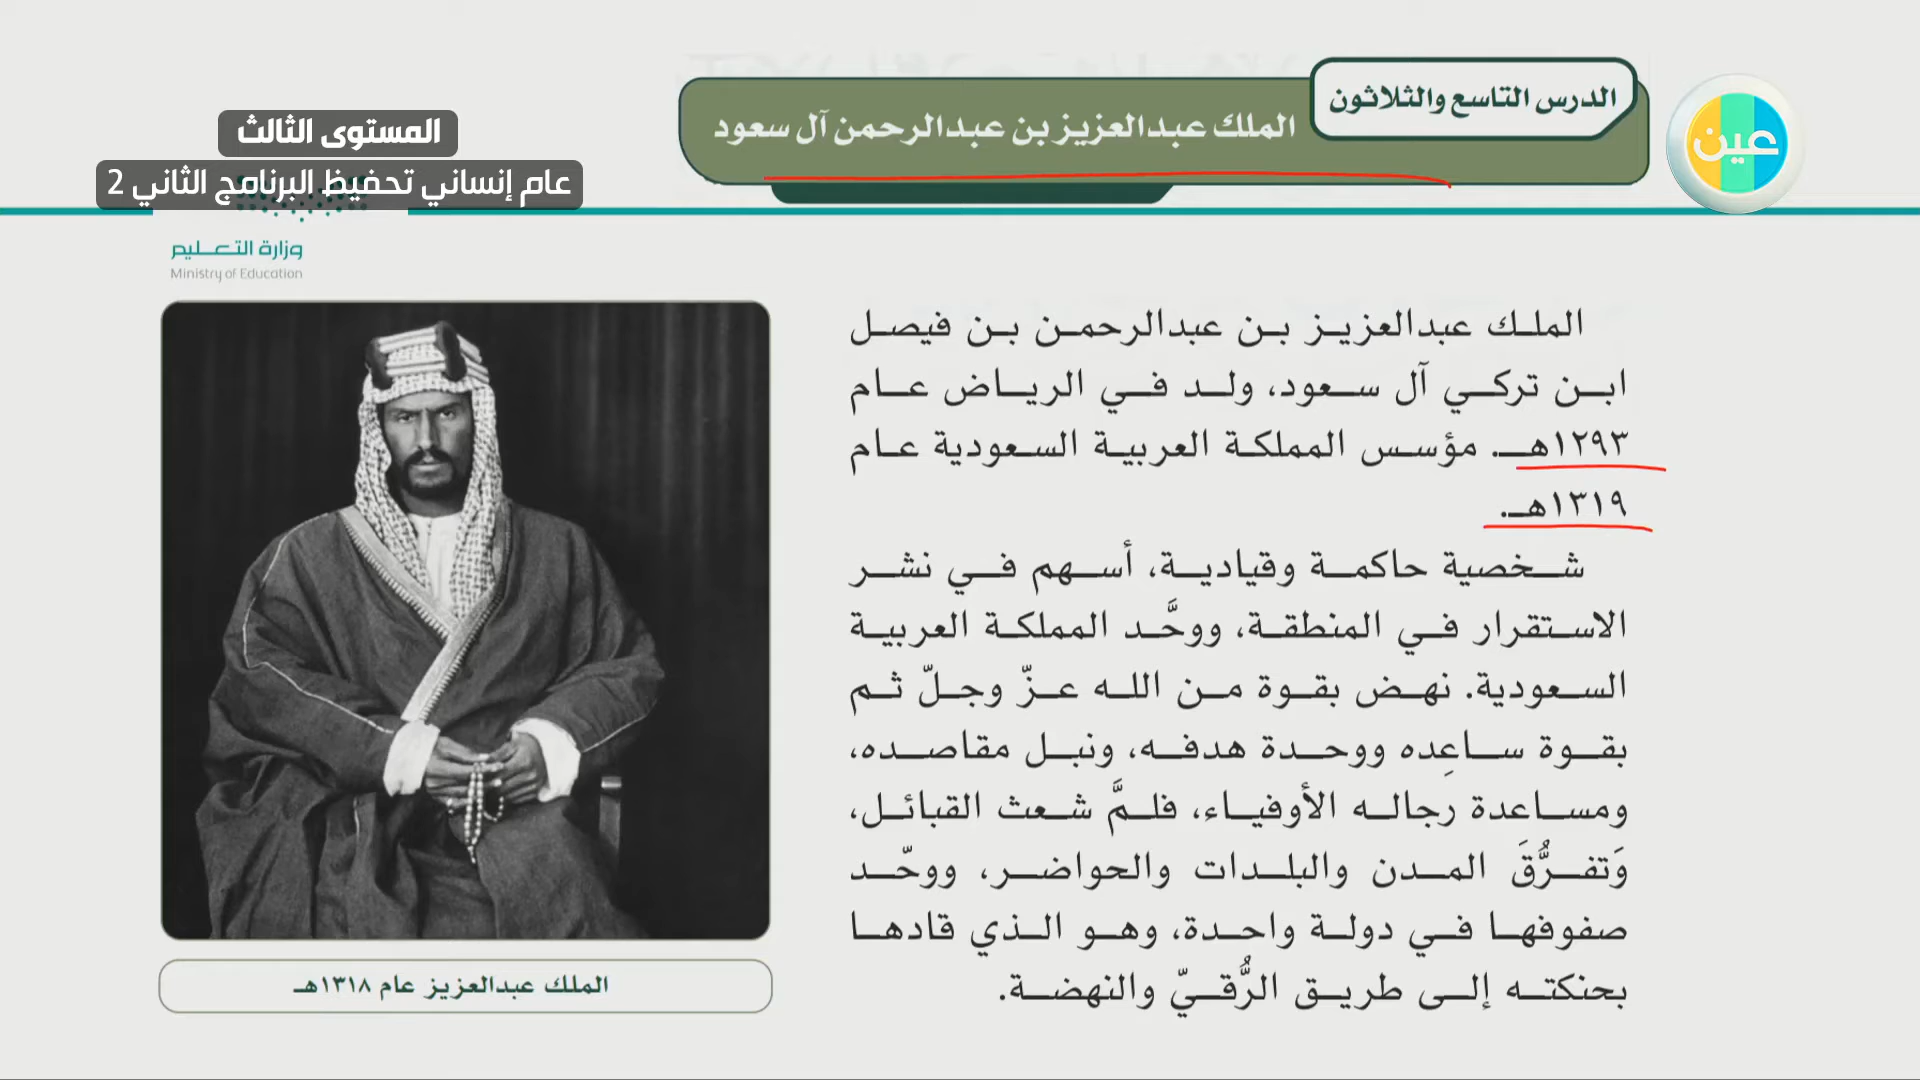 الدرس التاسع والثلاثون
الملك عبدالعزيز بن عبدالرحمن آل سعود
عين
المستوى الثالث
عام إنساني تحفيظ البرنامج الثاني 2
وزارة التعليم
Ministry of Education
الملك عبدالعزيز بن عبدالرحمن بن فيصل
ابن تركي آل سعود، ولد في الرياض عام
١٢٩٣هـ. مؤسس المملكة العربية السعودية عام
١٣١٩هـ.
شخصية حاكمة وقيادية، أسهم في نشر
الاستقرار في المنطقة، ووحَّد المملكة العربية
السعودية. نهض بقوة من الله عزّ وجلّ ثم
بقوة ساعِده ووحدة هدفه، ونبل مقاصده،
ومساعدة رجاله الأوفياء، فلمَّ شعث القبائل،
وَتفرُّقَ المدن والبلدات والحواضر، ووحّد
صفوفها في دولة واحدة، وهو الذي قادها
بحنكته إلى طريق الرُّقيّ والنهضة.
الملك عبدالعزيز عام ١٣١٨هـ